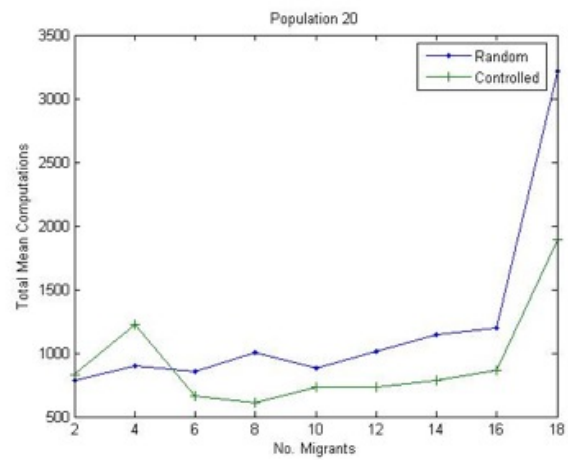 Population 20
3500
3000
2500
2000
1500
1000
500
Total Mean Computations
Random
Controlled
2 4 6 8 10 12 14 16 18
No. Migrants